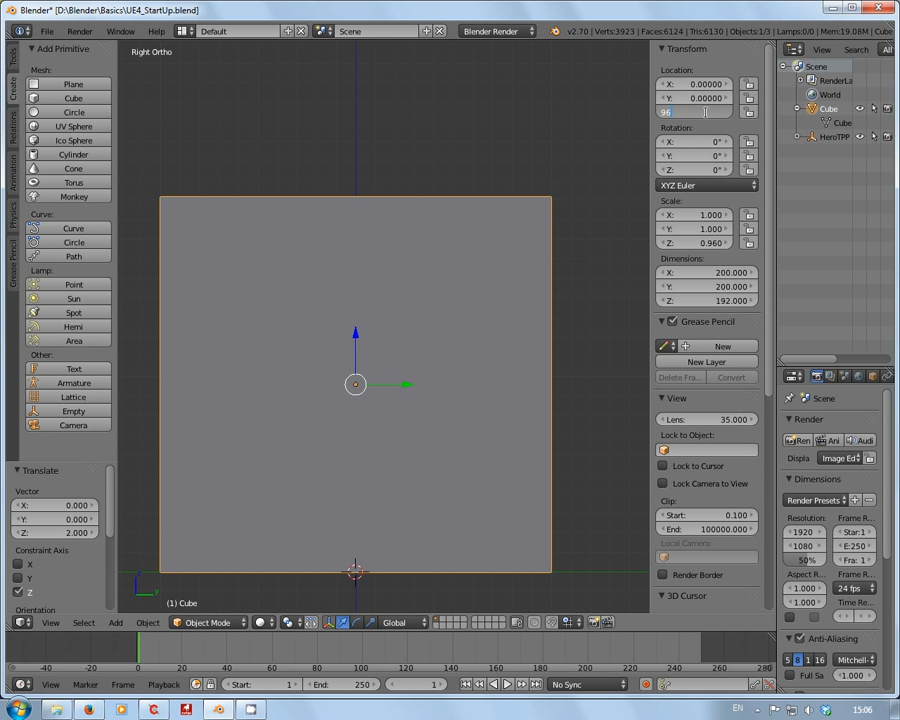 Blender* [D:\Blender\Basics\UE4_StartUp.blend]
File Render Window Help Default Scene Blender Render v2.70 | Verts:3923 | Faces:6124 | Tris:6130 | Objects:1/3 | Lamps:0/0 | Mem:19.08M | Cube
Tools
Create
Relations
Animation
Physics
Grease Pencil
Add Primitive
Mesh:
Plane
Cube
Circle
UV Sphere
Ico Sphere
Cylinder
Cone
Torus
Monkey
Curve:
Curve
Circle
Path
Lamp:
Point
Sun
Spot
Hemi
Area
Other:
Text
Armature
Lattice
Empty
Camera
Translate
Vector
X: 0.000
Y: 0.000
Z: 2.000
Constraint Axis
X
Y
Z
Orientation
Right Ortho
(1) Cube
Transform
Location:
X: 0.00000
Y: 0.00000
96
Rotation:
X: 0°
Y: 0°
Z: 0°
XYZ Euler
Scale:
X: 1.000
Y: 1.000
Z: 0.960
Dimensions:
X: 200.000
Y: 200.000
Z: 192.000
Grease Pencil
New
New Layer
Delete Fra... Convert
View
Lens: 35.000
Lock to Object:
Lock to Cursor
Lock Camera to View
Clip:
Start: 0.100
End: 100000.000
Local Camera:
Render Border
3D Cursor
View Search All
Scene
RenderLa
World
Cube
Cube
HeroTPP
Scene
Render
Ren Ani Audi
Displa Image Ed
Dimensions
Render Presets
Resolution: Frame R...
1920 Star:1
1080 E:250
50% Fra: 1
Aspect R... Frame R...
1.000 24 fps
1.000 Time Re...
Anti-Aliasing
5 8 11 16 Mitchell-
Full Sa 1.000
View Select Add Object Object Mode Global
-40 -20 0 20 40 60 80 100 120 140 160 180 200 220 240 260 280
View Marker Frame Playback Start: 1 End: 250 1 No Sync
EN 15:06